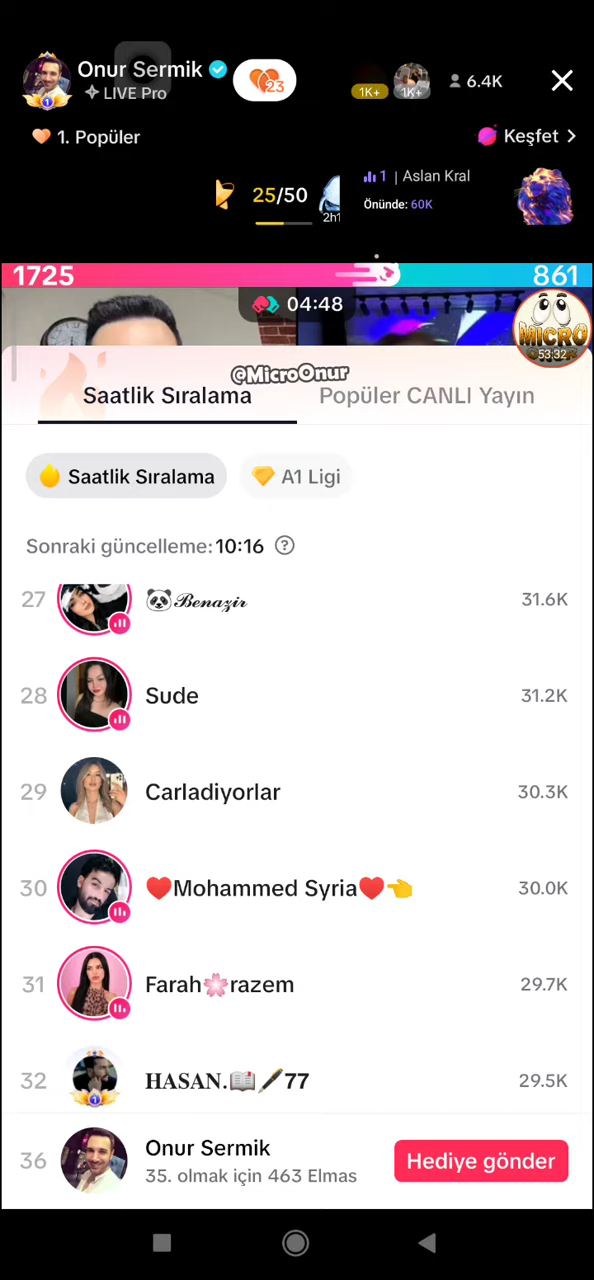 Onur Sermik
LIVE Pro
23
1K+
1K+
6.4K
1. Popüler
Keşfet
25/50
2h1
1 | Aslan Kral
Önünde: 60K
1725
861
04:48
MICRO
53:32
@MicroOnur
Saatlik Sıralama
Popüler CANLI Yayın
Saatlik Sıralama
A1 Ligi
Sonraki güncelleme: 10:16
27 🐼𝓑𝓮𝓷𝓪𝔃𝓲𝓻 31.6K
28 Sude 31.2K
29 Carladiyorlar 30.3K
30 ♥️Mohammed Syria♥️👈 30.0K
31 Farah🌸razem 29.7K
32 𝐇𝐀𝐒𝐀𝐍.📖🖋️77 29.5K
36 Onur Sermik
35. olmak için 463 Elmas
Hediye gönder